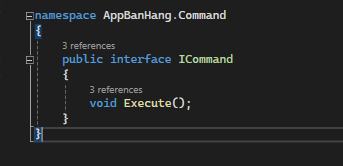 namespace AppBanHang.Command
{
3 references
public interface ICommand
{
3 references
void Execute();
}
}